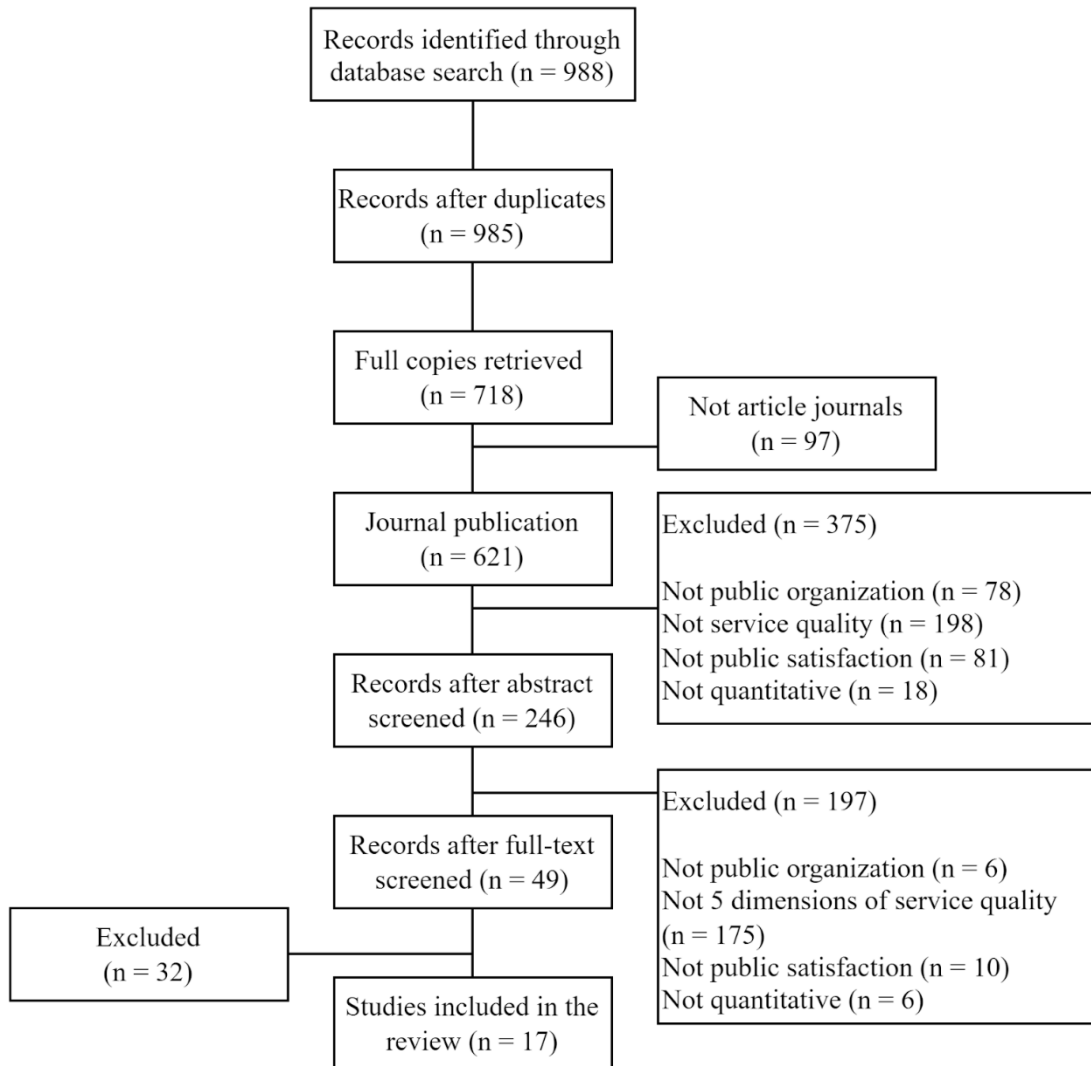 Records identified through
database search (n = 988)
Records after duplicates
(n = 985)
Full copies retrieved
(n = 718)
Not article journals
(n = 97)
Journal publication
(n = 621)
Excluded (n = 375)
Not public organization (n = 78)
Not service quality (n = 198)
Not public satisfaction (n = 81)
Not quantitative (n = 18)
Records after abstract
screened (n = 246)
Excluded (n = 197)
Not public organization (n = 6)
Not 5 dimensions of service quality
(n = 175)
Not public satisfaction (n = 10)
Not quantitative (n = 6)
Records after full-text
screened (n = 49)
Excluded
(n = 32)
Studies included in the
review (n = 17)